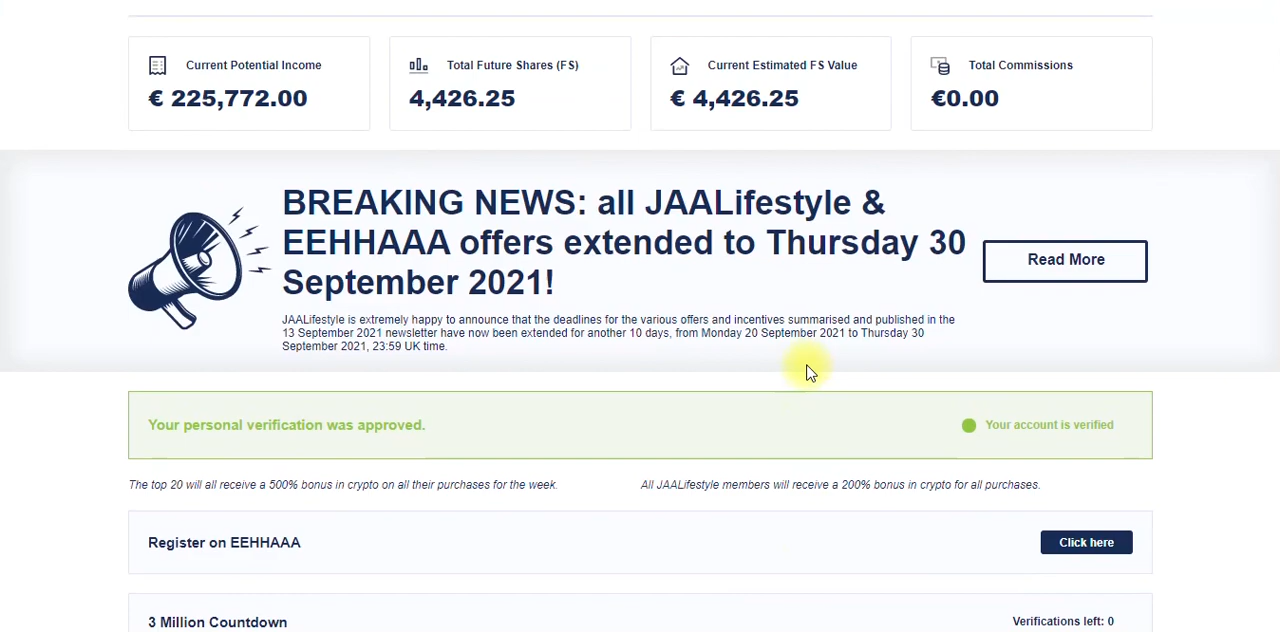 Current Potential Income
€ 225,772.00
Total Future Shares (FS)
4,426.25
Current Estimated FS Value
€ 4,426.25
Total Commissions
€0.00
BREAKING NEWS: all JAALifestyle &
EEHHAAA offers extended to Thursday 30
September 2021!
JAALifestyle is extremely happy to announce that the deadlines for the various offers and incentives summarised and published in the
13 September 2021 newsletter have now been extended for another 10 days, from Monday 20 September 2021 to Thursday 30
September 2021, 23:59 UK time.
Read More
Your personal verification was approved.
Your account is verified
The top 20 will all receive a 500% bonus in crypto on all their purchases for the week.
All JAALifestyle members will receive a 200% bonus in crypto for all purchases.
Register on EEHHAAA
Click here
3 Million Countdown
Verifications left: 0